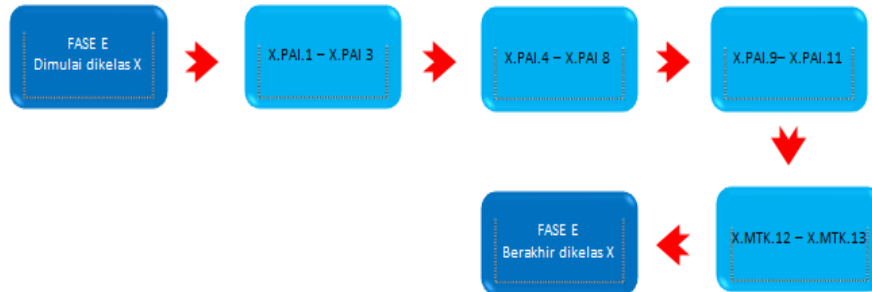 FASE E
Dimulai dikelas X
X.PAI.1 – X.PAI 3
X.PAI.4 – X.PAI 8
X.PAI.9– X.PAI.11
X.MTK.12 – X.MTK.13
FASE E
Berakhir dikelas X